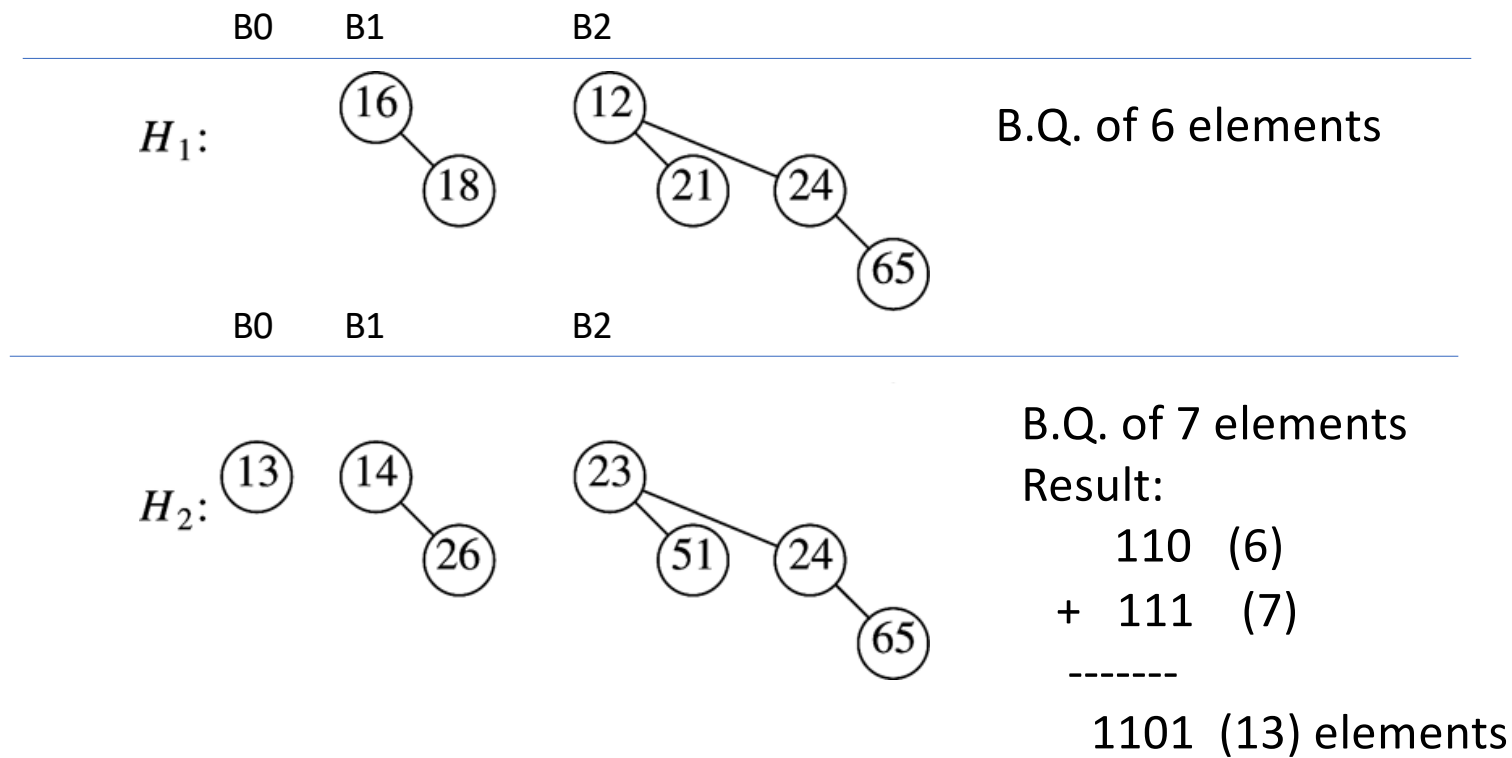 B0 B1 B2
H1: 16 12 B.Q. of 6 elements
18 21 24
65
B0 B1 B2
B.Q. of 7 elements
H2: 13 14 23 Result:
26 51 24 110 (6)
65 + 111 (7)
-------
1101 (13) elements